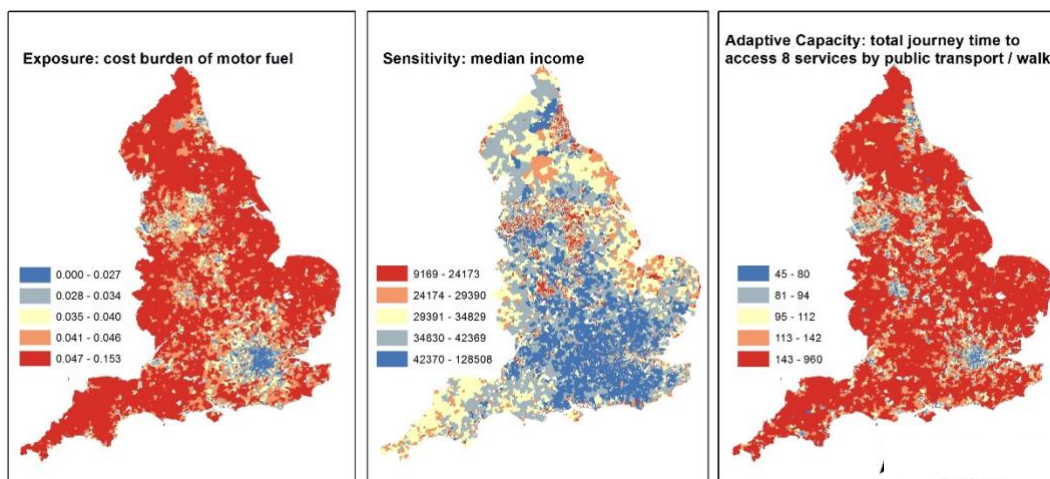 Exposure: cost burden of motor fuel
0.000 - 0.027
0.028 - 0.034
0.035 - 0.040
0.041 - 0.046
0.047 - 0.153
Sensitivity: median income
9169 - 24173
24174 - 29390
29391 - 34829
34830 - 42369
42370 - 128508
Adaptive Capacity: total journey time to
access 8 services by public transport / walk
45 - 80
81 - 94
95 - 112
113 - 142
143 - 960